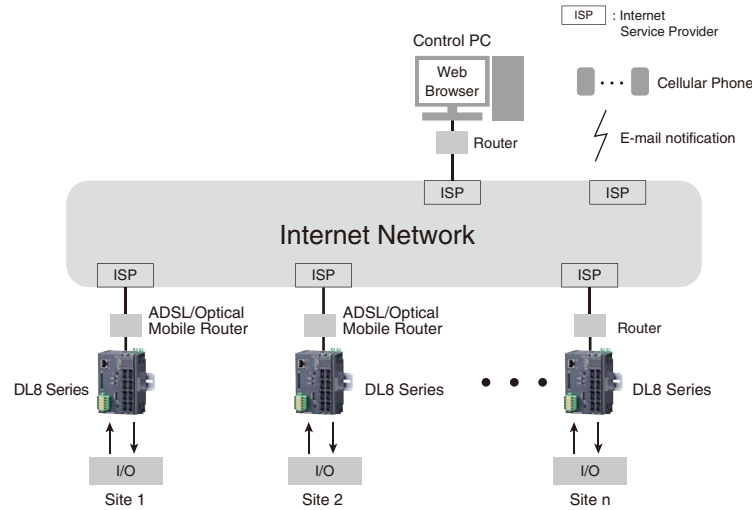 ISP : Internet
Service Provider
Control PC
Web
Browser
Cellular Phone
Router
E-mail notification
ISP
ISP
Internet Network
ISP
ISP
ISP
ADSL/Optical
Mobile Router
ADSL/Optical
Mobile Router
Router
DL8 Series
DL8 Series
DL8 Series
I/O
I/O
I/O
Site 1
Site 2
Site n